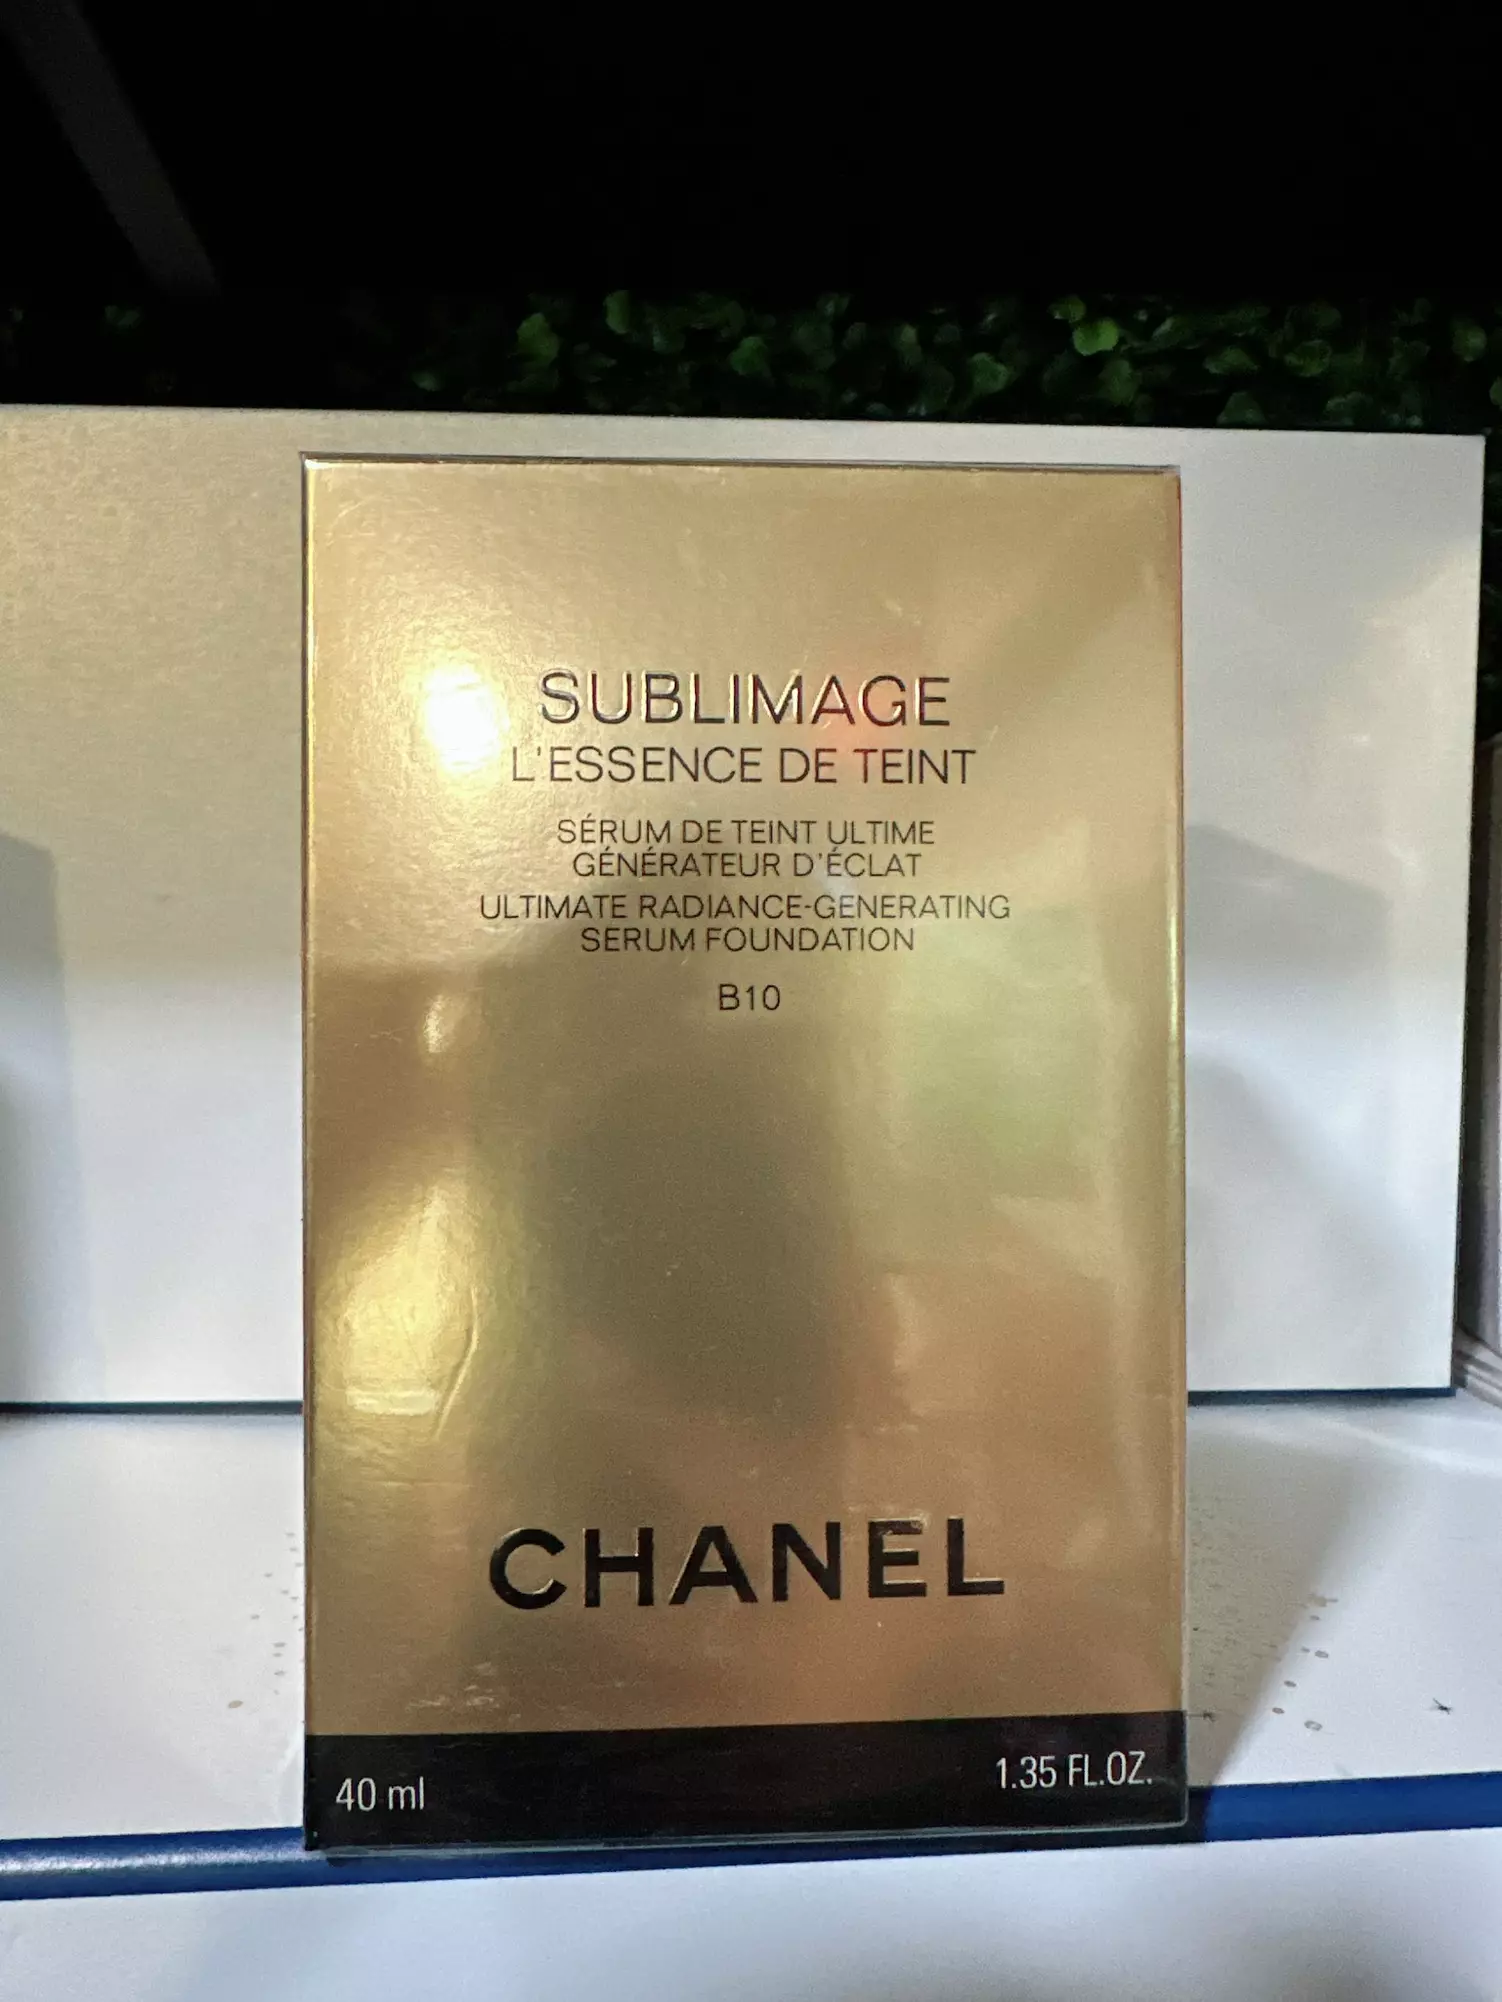 SUBLIMAGE
L'ESSENCE DE TEINT
SÉRUM DE TEINT ULTIME
GÉNÉRATEUR D'ÉCLAT
ULTIMATE RADIANCE-GENERATING
SERUM FOUNDATION
B10
CHANEL
40 ml 1.35 FL.OZ.